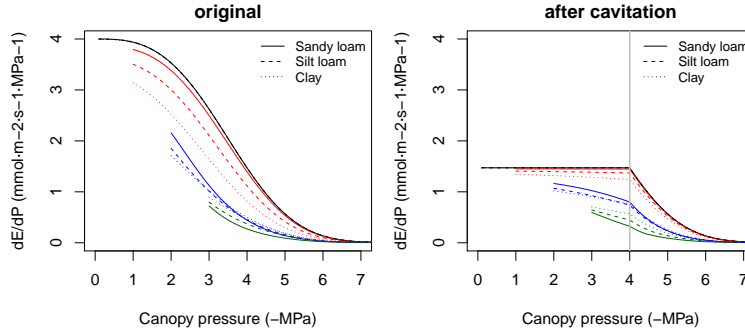 original
dE/dP (mmol·m−2·s−1·MPa−1)
4
3
2
1
0
Sandy loam
Silt loam
Clay
0 1 2 3 4 5 6 7
Canopy pressure (−MPa)
after cavitation
dE/dP (mmol·m−2·s−1·MPa−1)
4
3
2
1
0
Sandy loam
Silt loam
Clay
0 1 2 3 4 5 6 7
Canopy pressure (−MPa)